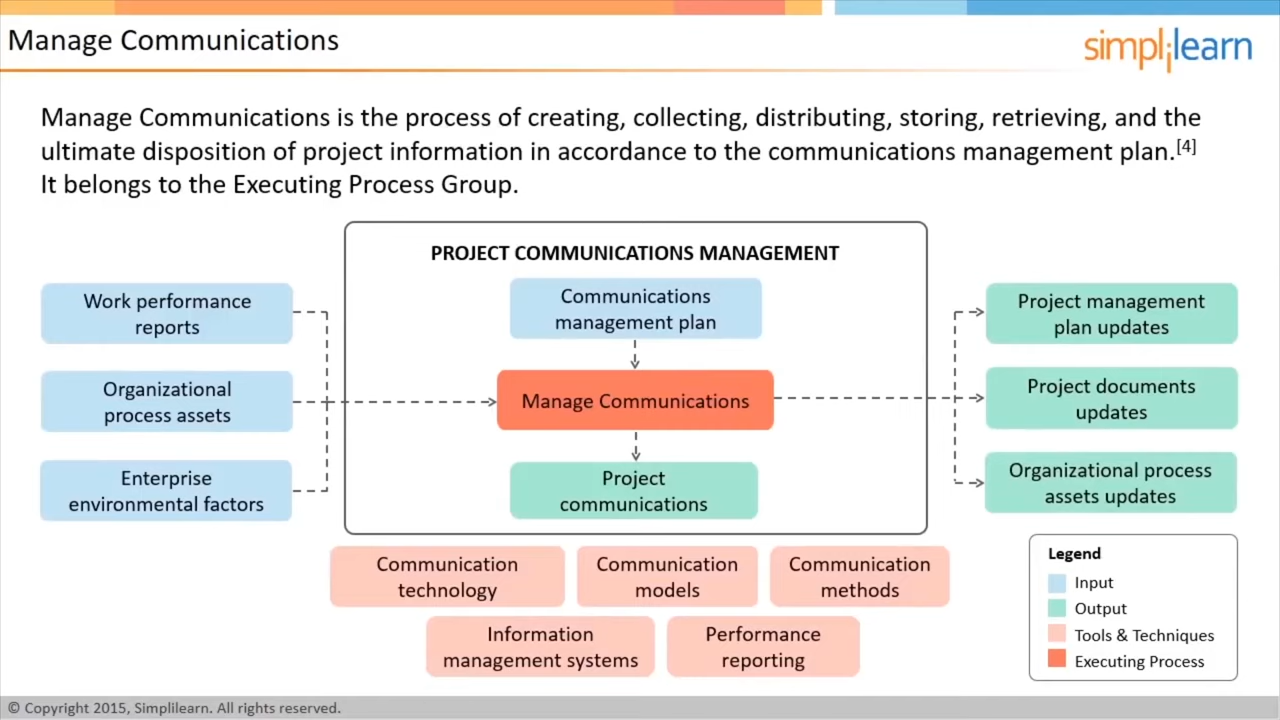 Manage Communications
simplilearn
Manage Communications is the process of creating, collecting, distributing, storing, retrieving, and the
ultimate disposition of project information in accordance to the communications management plan.[4]
It belongs to the Executing Process Group.
PROJECT COMMUNICATIONS MANAGEMENT
Work performance
reports
Organizational
process assets
Enterprise
environmental factors
Communications
management plan
Manage Communications
Project
communications
Project management
plan updates
Project documents
updates
Organizational process
assets updates
Communication
technology
Communication
models
Communication
methods
Information
management systems
Performance
reporting
Legend
Input
Output
Tools & Techniques
Executing Process
© Copyright 2015, Simplilearn. All rights reserved.